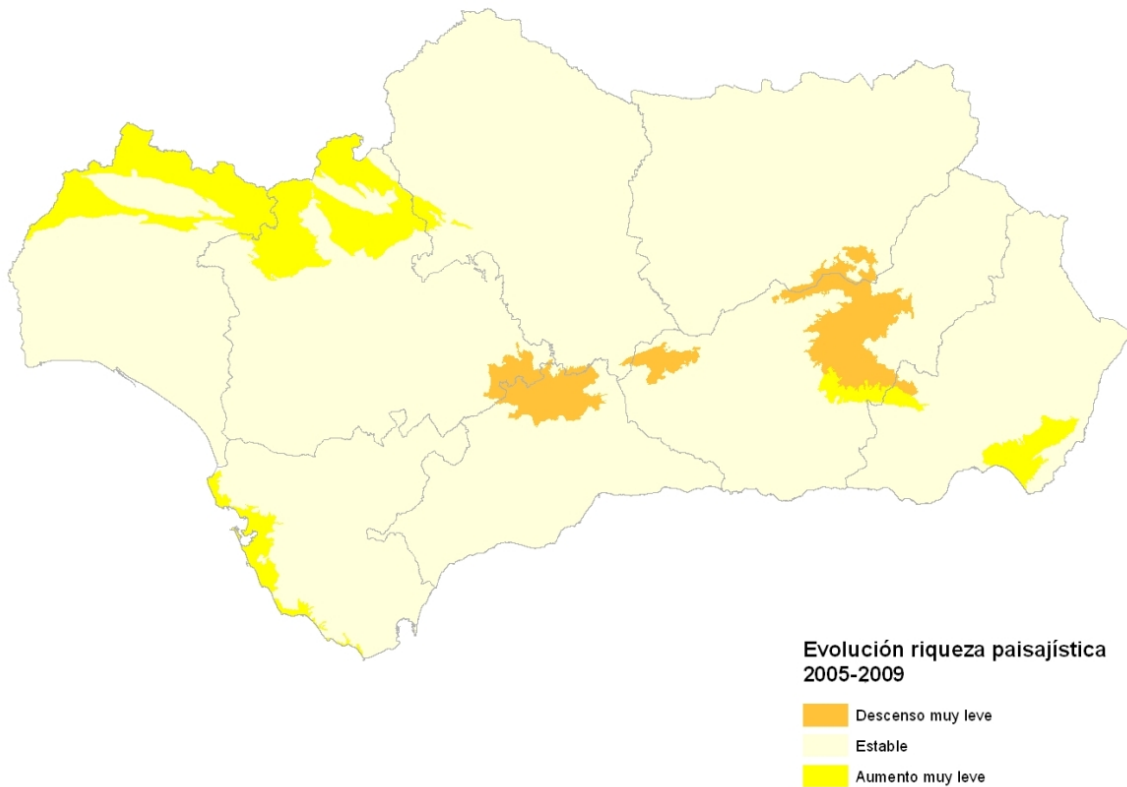 Evolución riqueza paisajística
2005-2009
Descenso muy leve
Estable
Aumento muy leve